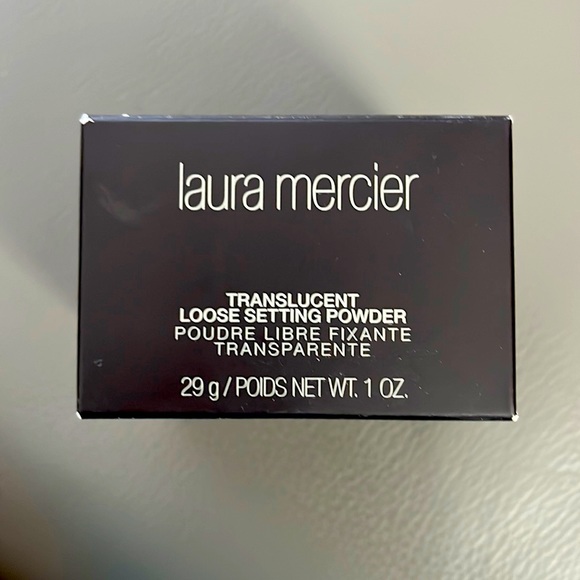 laura mercier
TRANSLUCENT
LOOSE SETTING POWDER
POUDRE LIBRE FIXANTE
TRANSPARENTE
29 g / POIDS NET WT. 1 OZ.